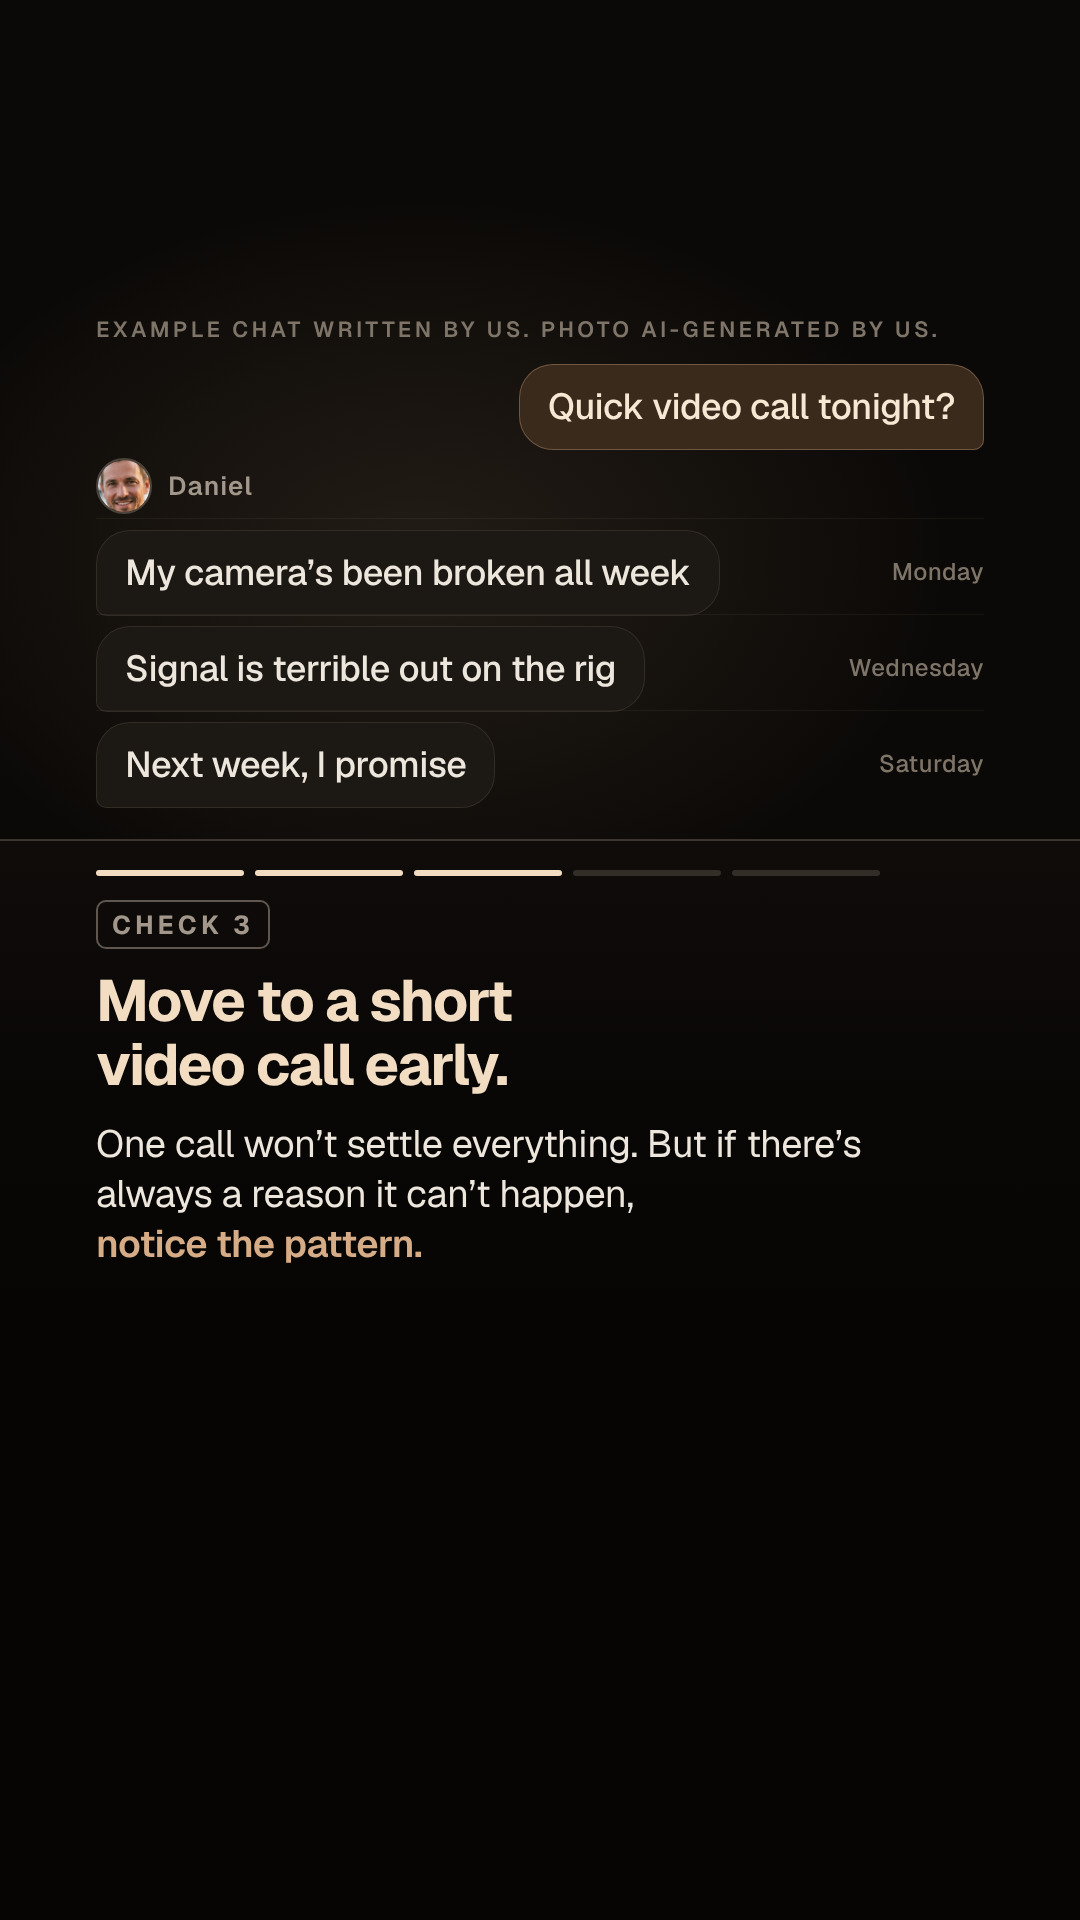 EXAMPLE CHAT WRITTEN BY US. PHOTO AI-GENERATED BY US.
Quick video call tonight?
Daniel
My camera’s been broken all week
Monday
Signal is terrible out on the rig
Wednesday
Next week, I promise
Saturday
CHECK 3
Move to a short
video call early.
One call won’t settle everything. But if there’s
always a reason it can’t happen,
notice the pattern.